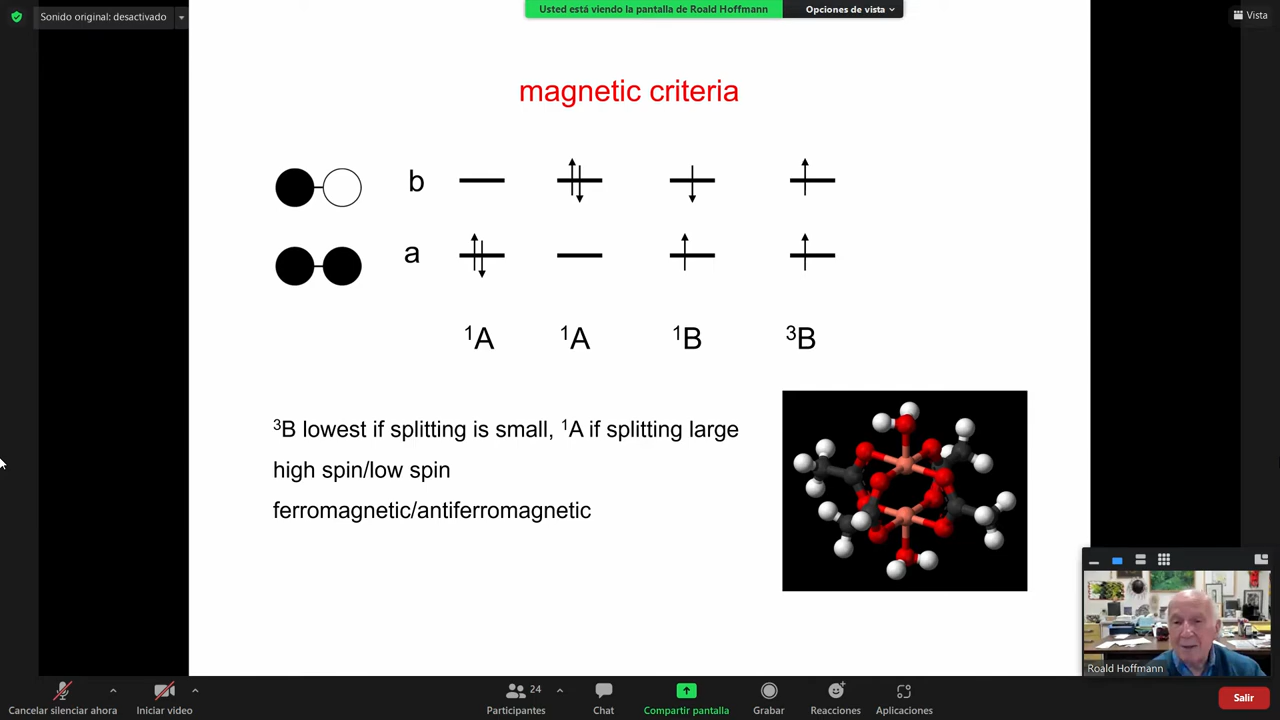 Sonido original: desactivado
Usted está viendo la pantalla de Roald Hoffmann
Opciones de vista
Vista
magnetic criteria
b
a
¹A ¹A ¹B ³B
³B lowest if splitting is small, ¹A if splitting large
high spin/low spin
ferromagnetic/antiferromagnetic
Roald Hoffmann
Cancelar silenciar ahora
Iniciar video
24
Participantes
Chat
Compartir pantalla
Grabar
Reacciones
Aplicaciones
Salir